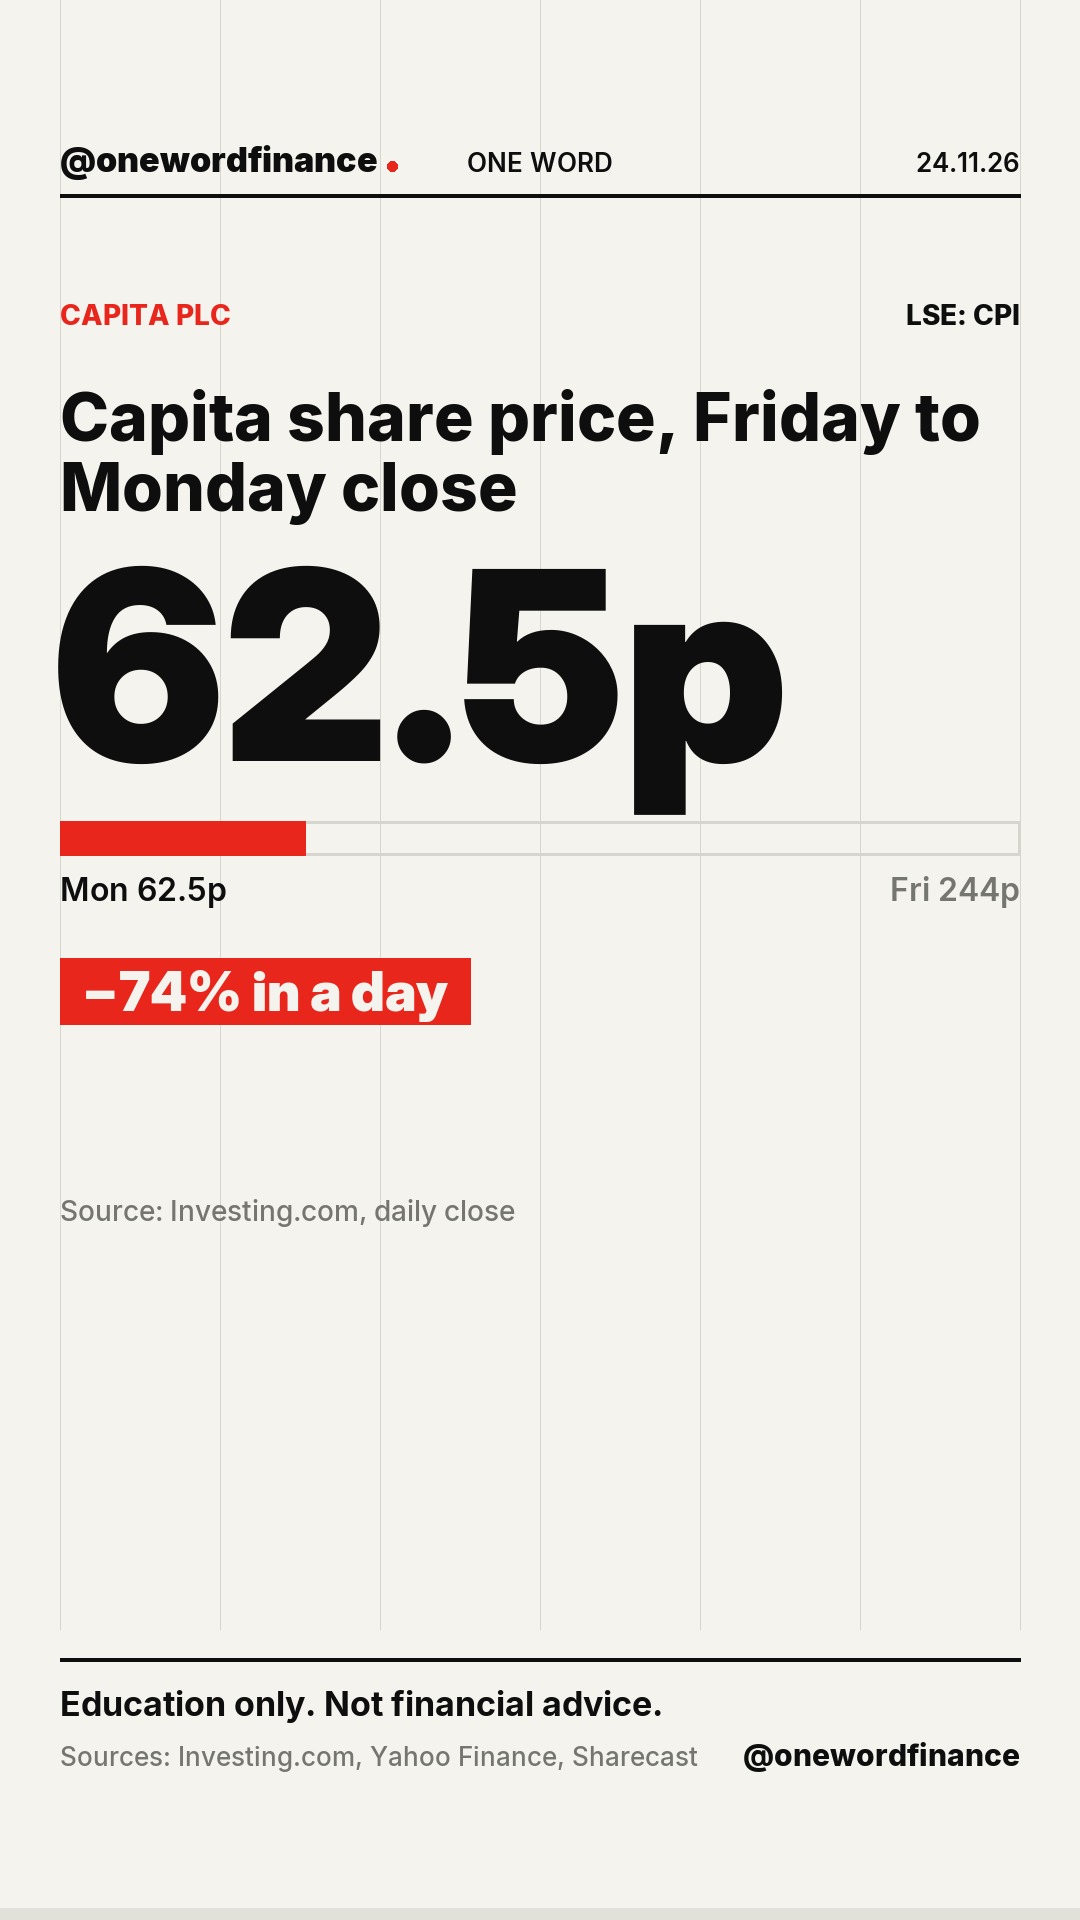 @onewordfinance
ONE WORD
24.11.26
CAPITA PLC
LSE: CPI
Capita share price, Friday to
Monday close
62.5p
Mon 62.5p
Fri 244p
−74% in a day
Source: Investing.com, daily close
Education only. Not financial advice.
Sources: Investing.com, Yahoo Finance, Sharecast
@onewordfinance